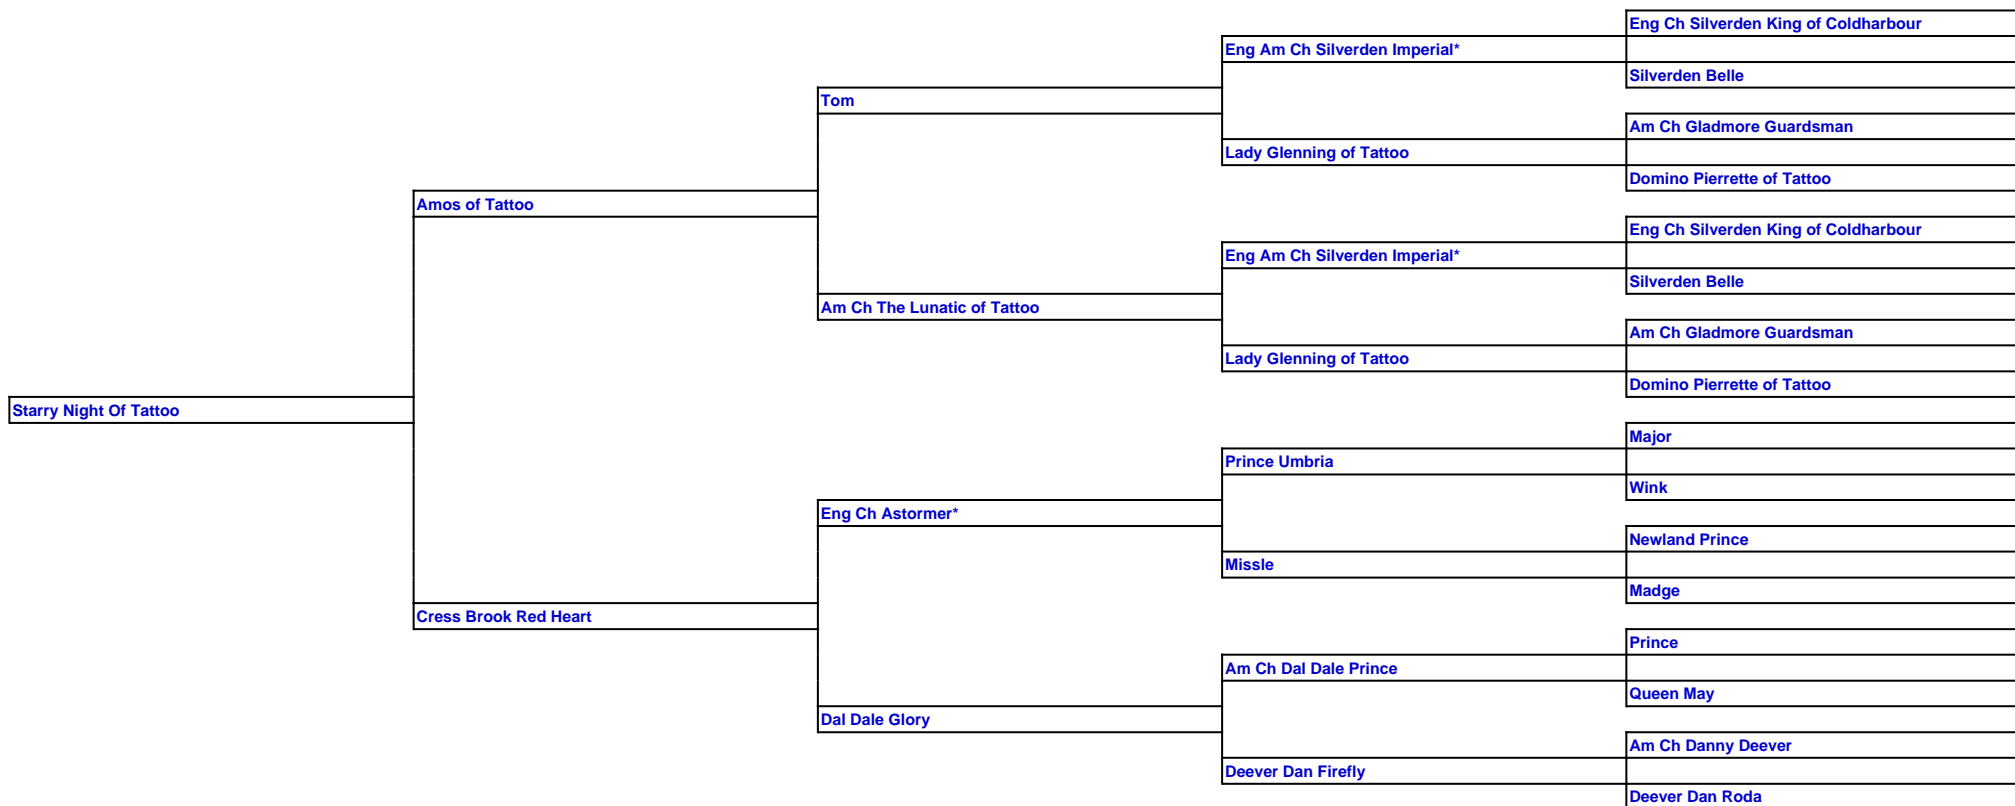 Eng Ch Silverden King of Coldharbour
Eng Am Ch Silverden Imperial*
Silverden Belle
Tom
Am Ch Gladmore Guardsman
Lady Glenning of Tattoo
Domino Pierrette of Tattoo
Amos of Tattoo
Eng Ch Silverden King of Coldharbour
Eng Am Ch Silverden Imperial*
Silverden Belle
Am Ch The Lunatic of Tattoo
Am Ch Gladmore Guardsman
Lady Glenning of Tattoo
Domino Pierrette of Tattoo
Starry Night Of Tattoo
Major
Prince Umbria
Wink
Eng Ch Astormer*
Newland Prince
Missle
Madge
Cress Brook Red Heart
Prince
Am Ch Dal Dale Prince
Queen May
Dal Dale Glory
Am Ch Danny Deever
Deever Dan Firefly
Deever Dan Roda